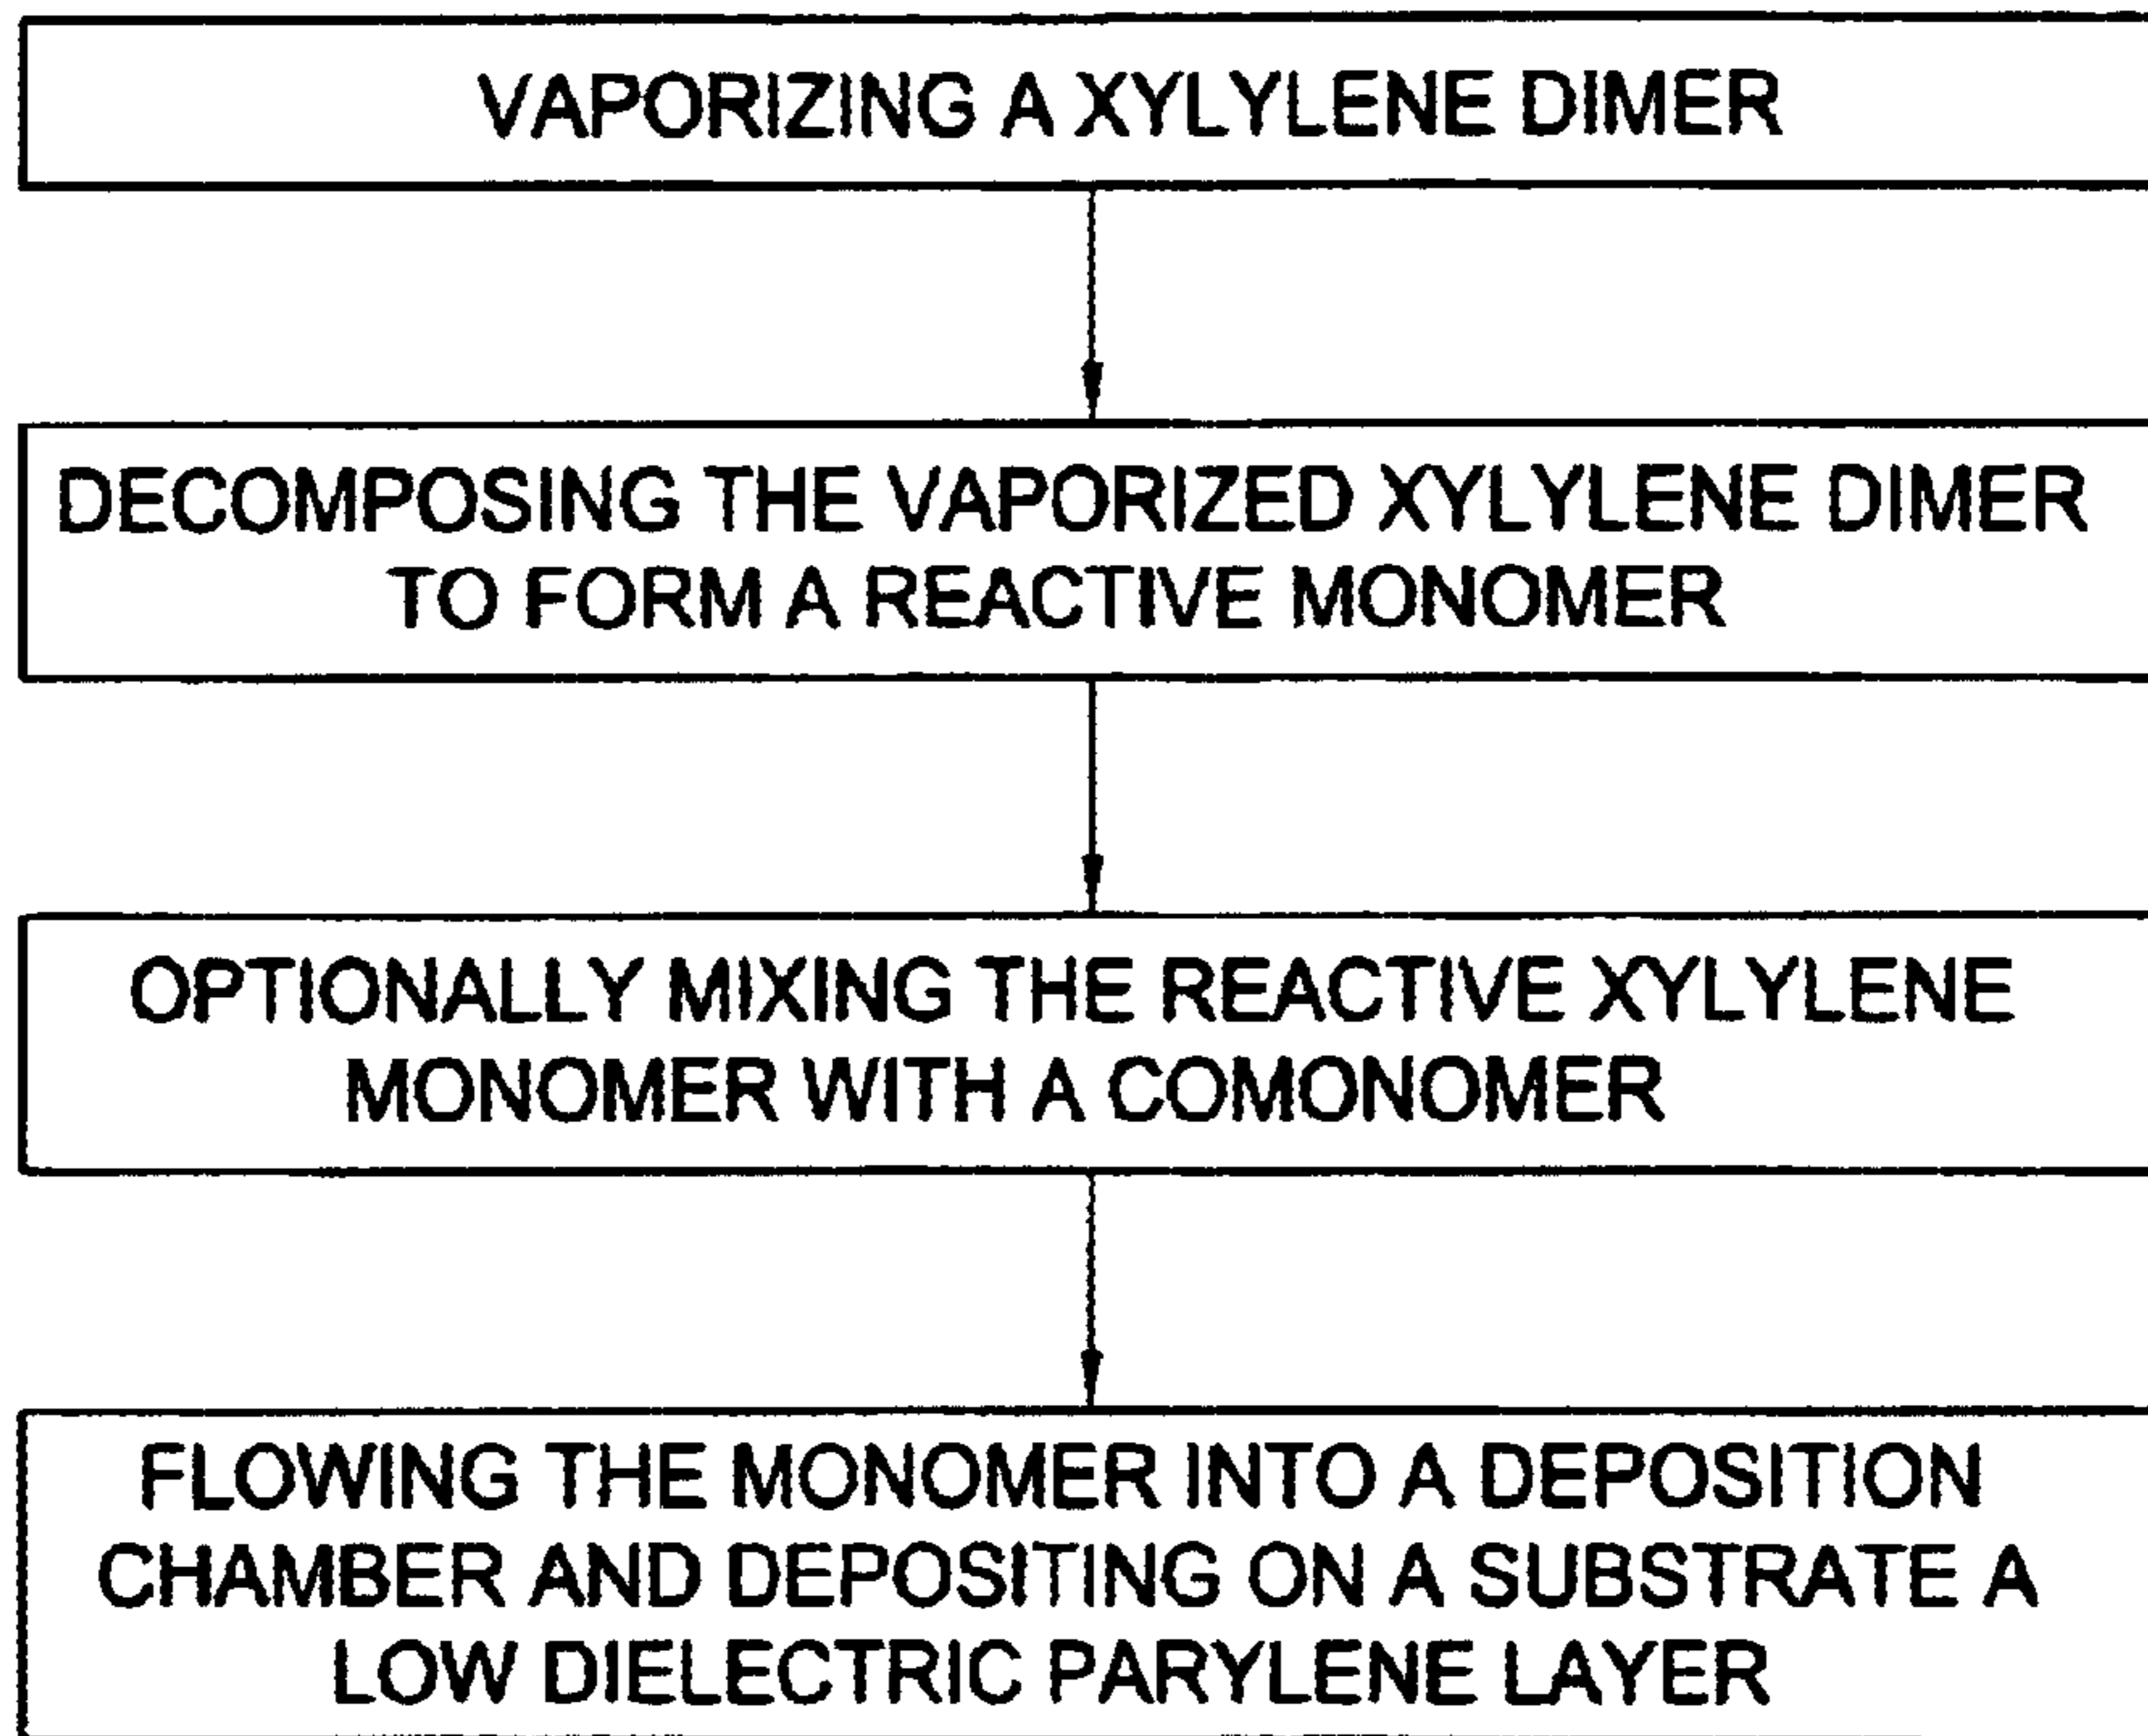 VAPORIZING A XYLYLENE DIMER
DECOMPOSING THE VAPORIZED XYLYLENE DIMER
TO FORM A REACTIVE MONOMER
OPTIONALLY MIXING THE REACTIVE XYLYLENE
MONOMER WITH A COMONOMER
FLOWING THE MONOMER INTO A DEPOSITION
CHAMBER AND DEPOSITING ON A SUBSTRATE A
LOW DIELECTRIC PARYLENE LAYER